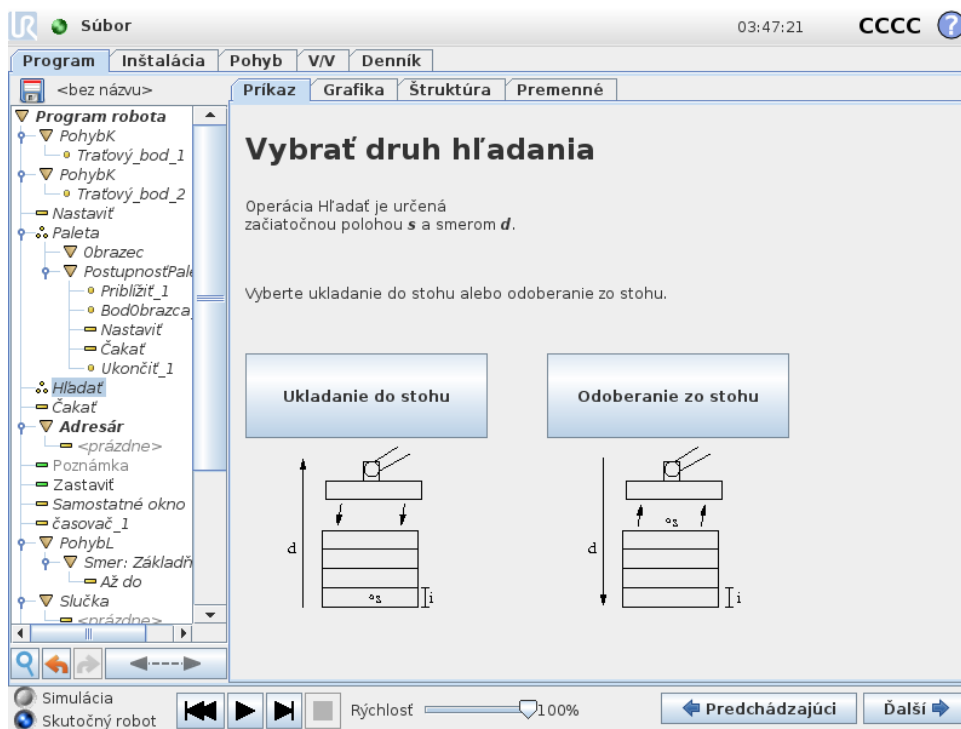 UR Súbor 03:47:21 CCCC ?
Program Inštalácia Pohyb V/V Denník
<bez názvu> Príkaz Grafika Štruktúra Premenné
Program robota
PohybK
Traťový_bod_1
PohybK
Traťový_bod_2
Nastaviť
Paleta
Obrazec
PostupnosťPale
Priblížiť_1
BodObrazca
Nastaviť
Čakať
Ukončiť_1
Hľadať
Čakať
Adresár
<prázdne>
Poznámka
Zastaviť
Samostatné okno
časovač_1
PohybL
Smer: Základň
Až do
Slučka
<prázdne>
Vybrať druh hľadania
Operácia Hľadať je určená
začiatočnou polohou s a smerom d.
Vyberte ukladanie do stohu alebo odoberanie zo stohu.
Ukladanie do stohu Odoberanie zo stohu
d s i
d s i
Simulácia
Skutočný robot
Rýchlosť 100%
Predchádzajúci Ďalší